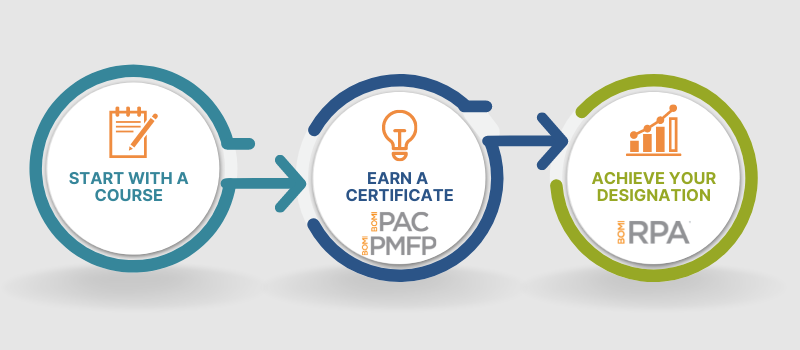 START WITH A
COURSE
EARN A
CERTIFICATE
BOMI PAC
BOMI PMFP
ACHIEVE YOUR
DESIGNATION
BOMI RPA